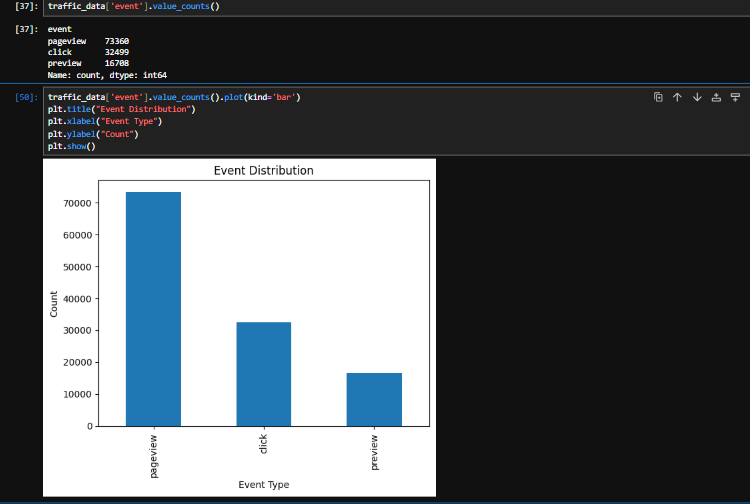 [37]: traffic_data['event'].value_counts()
[37]: event
pageview 73360
click 32499
preview 16708
Name: count, dtype: int64
[50]: traffic_data['event'].value_counts().plot(kind='bar')
plt.title("Event Distribution")
plt.xlabel("Event Type")
plt.ylabel("Count")
plt.show()
Event Distribution
70000
60000
50000
40000
30000
20000
10000
0
Count
pageview
click
preview
Event Type